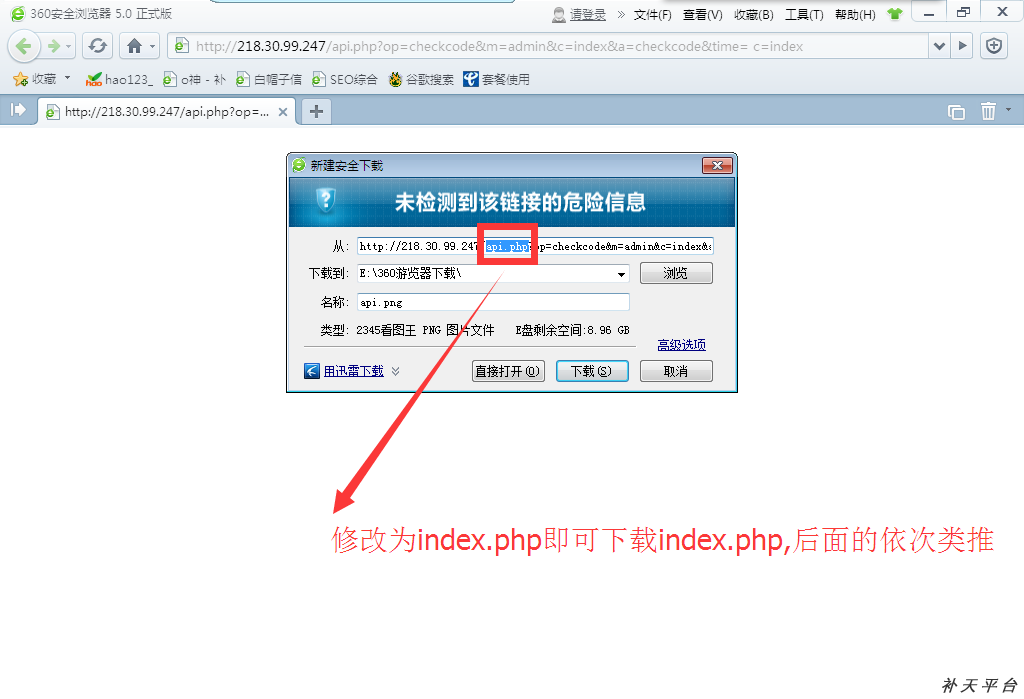 360安全浏览器 5.0 正式版
请登录 » 文件(F) 查看(V) 收藏(B) 工具(T) 帮助(H)
http://218.30.99.247/api.php?op=checkcode&m=admin&c=index&a=checkcode&time= c=index
收藏 hao123_ o神 - 补 白帽子信 SEO综合 谷歌搜索 套餐使用
http://218.30.99.247/api.php?op=...
新建安全下载
未检测到该链接的危险信息
从: http://218.30.99.247/api.php?op=checkcode&m=admin&c=index&a
下载到: E:\360游览器下载\ 浏览
名称: api.png
类型: 2345看图王 PNG 图片文件 E盘剩余空间:8.96 GB
高级选项
用迅雷下载 直接打开(O) 下载(S) 取消
修改为index.php即可下载index.php,后面的依次类推
补天平台